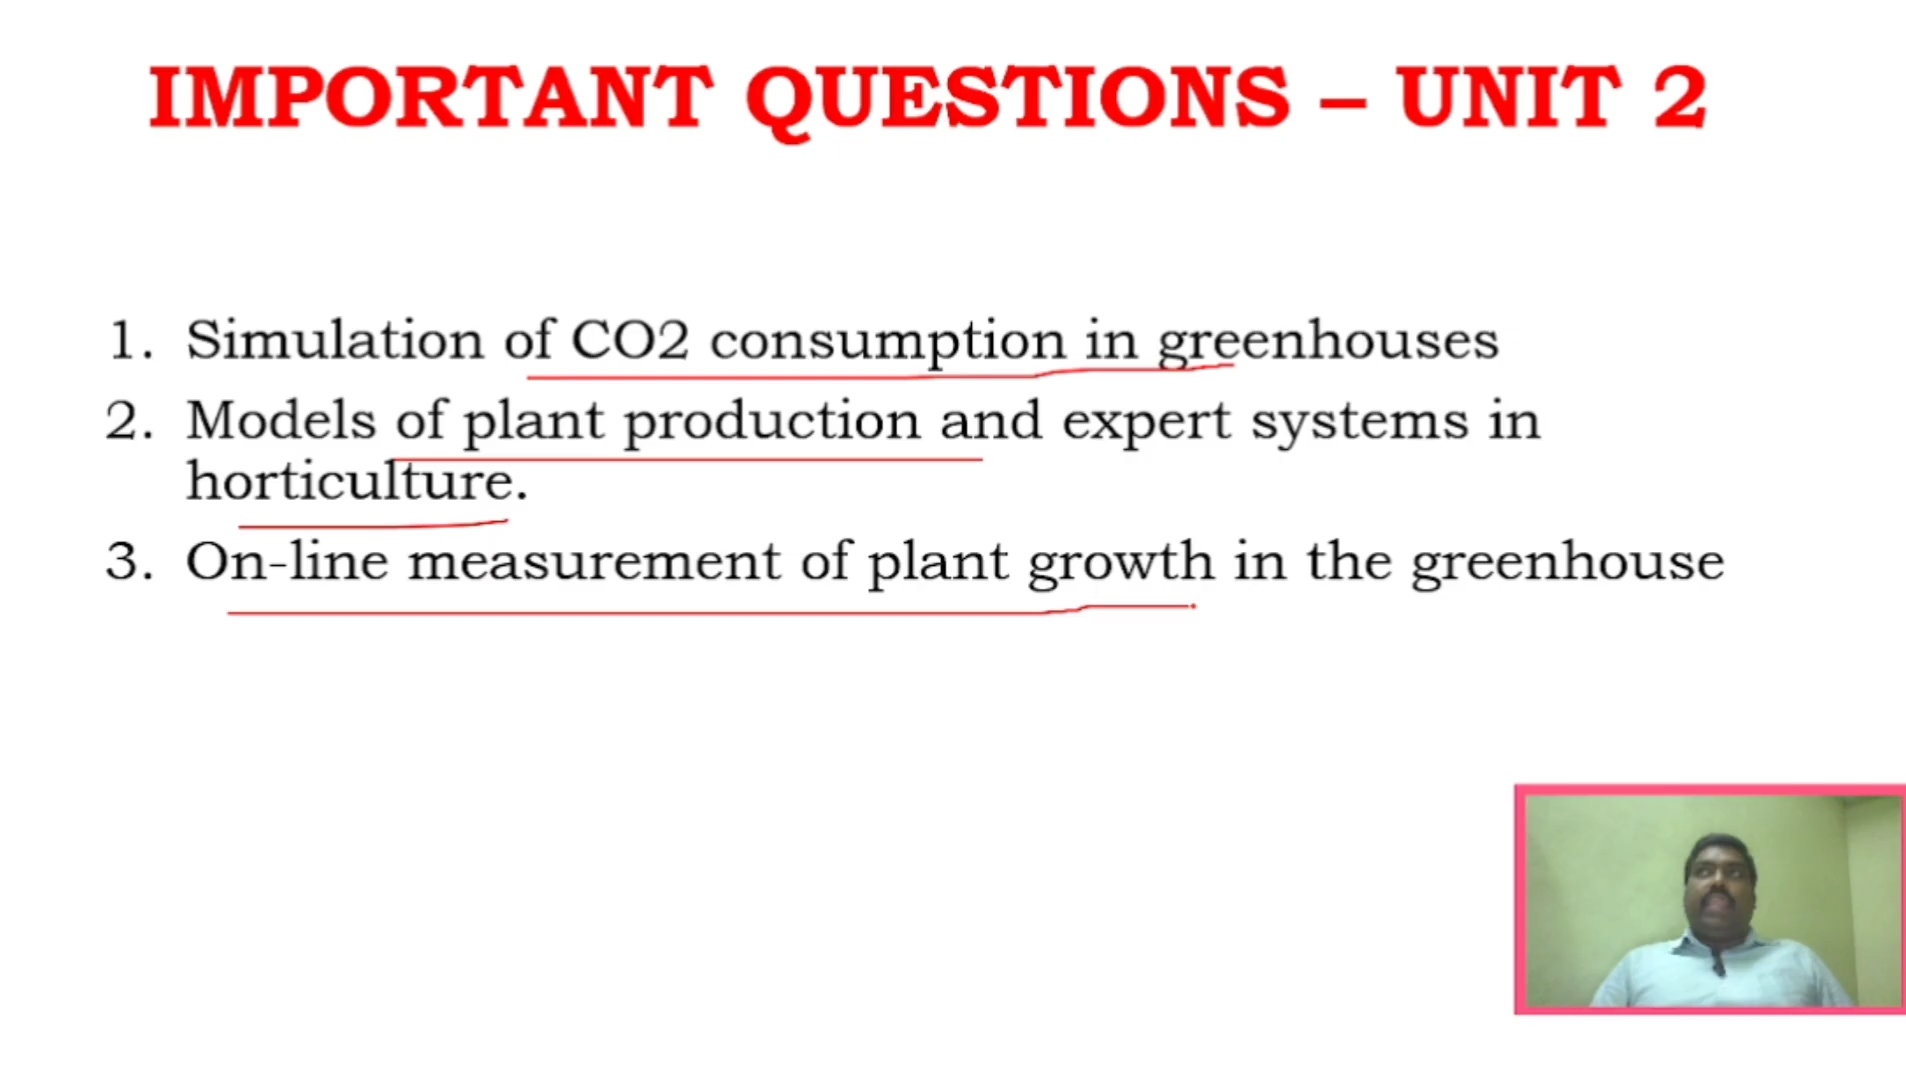 IMPORTANT QUESTIONS – UNIT 2
1. Simulation of CO2 consumption in greenhouses
2. Models of plant production and expert systems in
horticulture.
3. On-line measurement of plant growth in the greenhouse